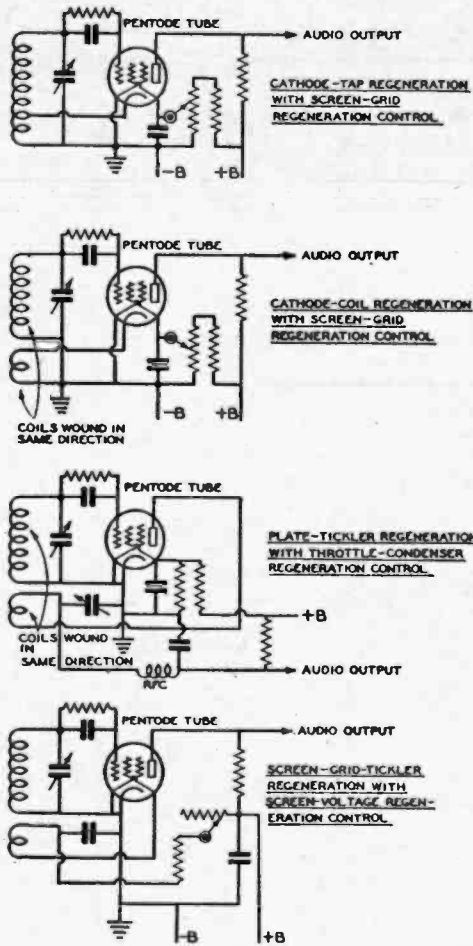 PENTODE TUBE
AUDIO OUTPUT
CATHODE-TAP REGENERATION
WITH SCREEN-GRID
REGENERATION CONTROL
-B +B
PENTODE TUBE
AUDIO OUTPUT
CATHODE-COIL REGENERATION
WITH SCREEN-GRID
REGENERATION CONTROL
-B +B
COILS WOUND IN
SAME DIRECTION
PENTODE TUBE
PLATE-TICKLER REGENERATION
WITH THROTTLE-CONDENSER
REGENERATION CONTROL
+B
COILS WOUND
IN
SAME DIRECTION
RFC
AUDIO OUTPUT
PENTODE TUBE
AUDIO OUTPUT
SCREEN-GRID-TICKLER
REGENERATION WITH
SCREEN-VOLTAGE REGEN-
ERATION CONTROL
-B +B